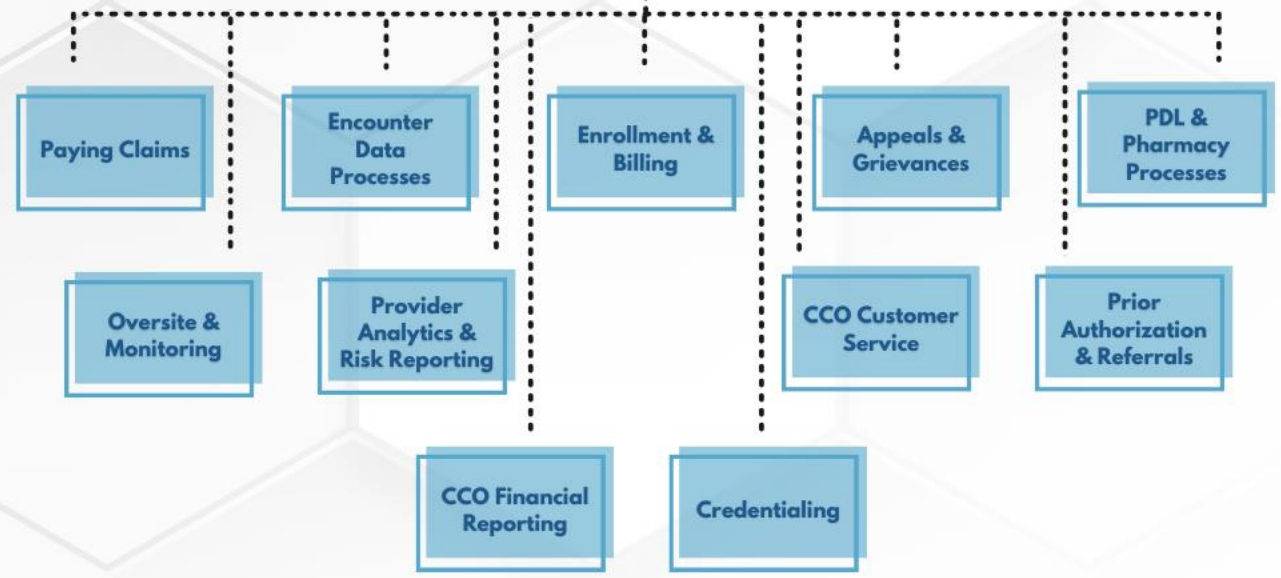 Paying Claims
Encounter
Data
Processes
Enrollment &
Billing
Appeals &
Grievances
PDL &
Pharmacy
Processes
Oversite &
Monitoring
Provider
Analytics &
Risk Reporting
CCO Customer
Service
Prior
Authorization
& Referrals
CCO Financial
Reporting
Credentialing